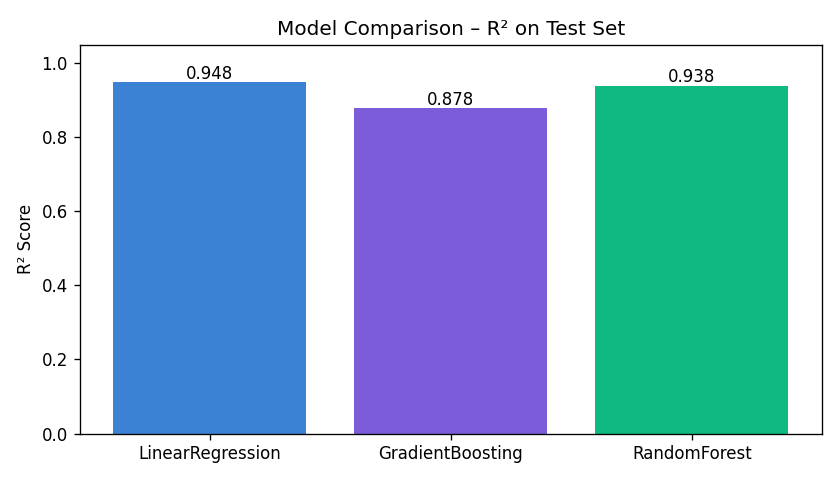 Model Comparison – R² on Test Set
R² Score
1.0
0.8
0.6
0.4
0.2
0.0
0.948
0.878
0.938
LinearRegression
GradientBoosting
RandomForest